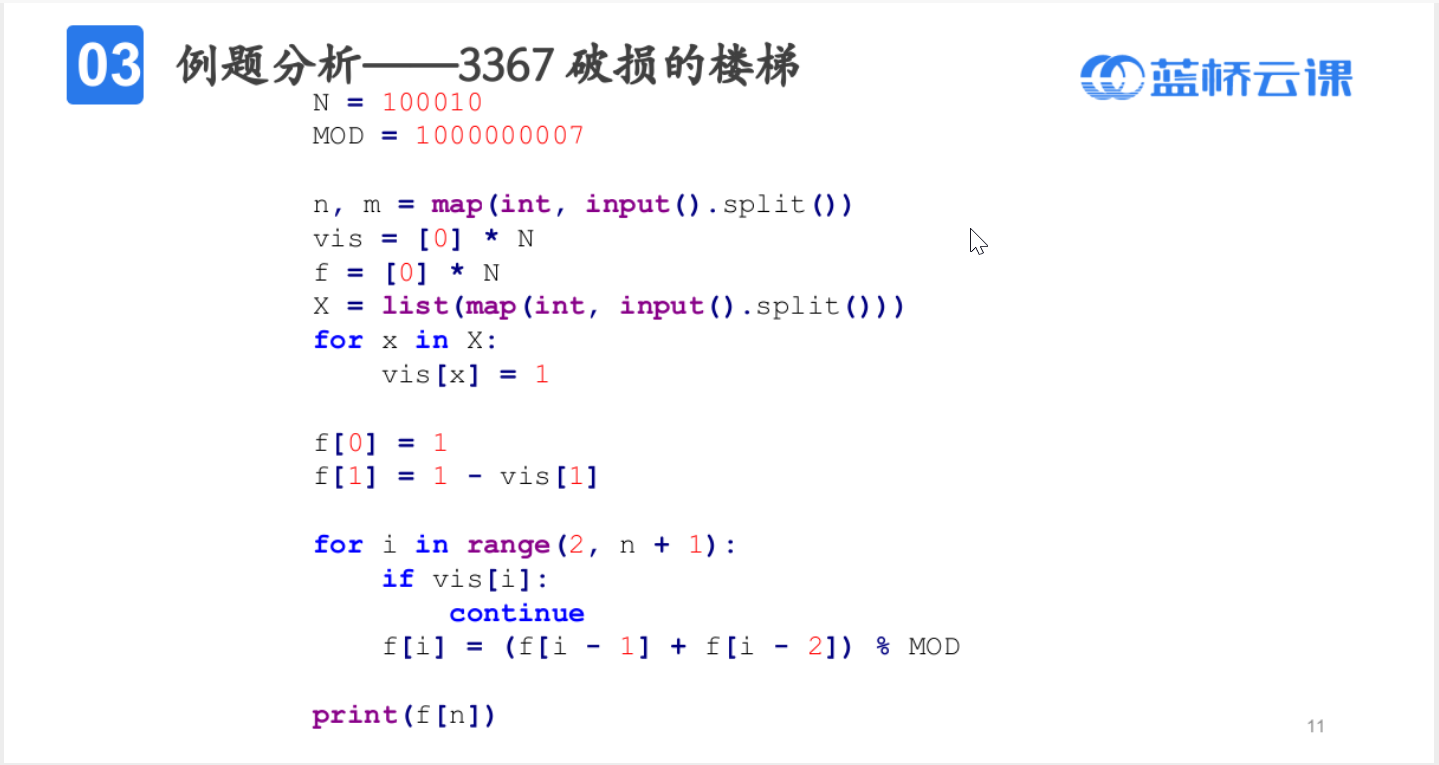 03 例题分析——3367 破损的楼梯
蓝桥云课
N = 100010
MOD = 1000000007
n, m = map(int, input().split())
vis = [0] * N
f = [0] * N
X = list(map(int, input().split()))
for x in X:
    vis[x] = 1
f[0] = 1
f[1] = 1 - vis[1]
for i in range(2, n + 1):
    if vis[i]:
        continue
    f[i] = (f[i - 1] + f[i - 2]) % MOD
print(f[n])
11